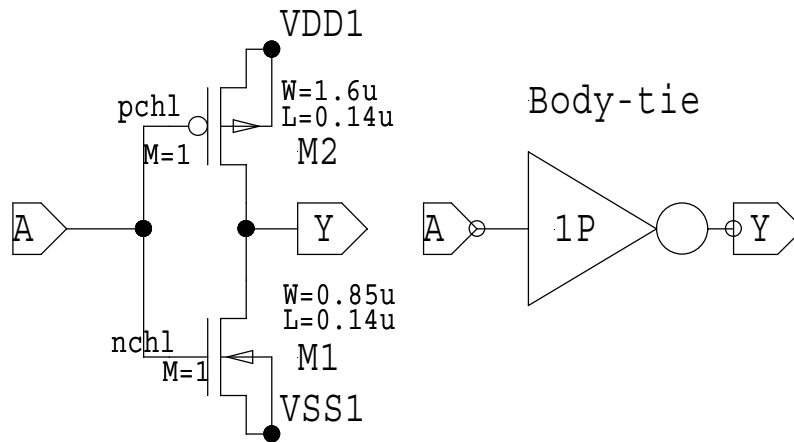 VDD1
pchl
W=1.6u
L=0.14u
M=1
M2
A
Y
W=0.85u
L=0.14u
nchl
M=1
M1
VSS1
Body-tie
A
1P
Y